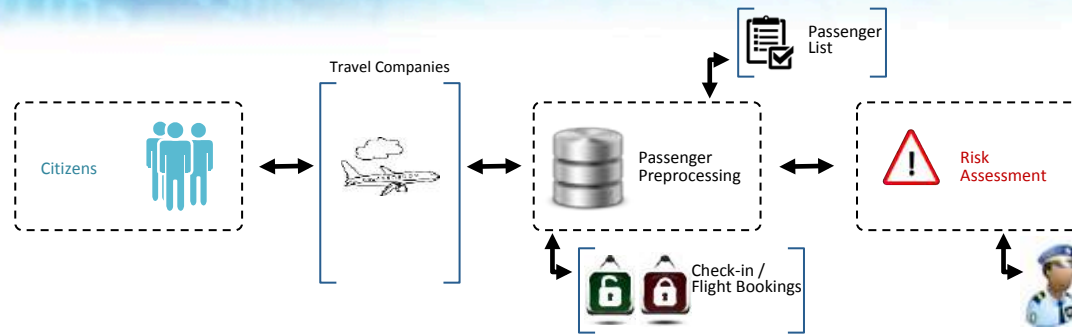 Passenger
List
Travel Companies
Citizens
Passenger
Preprocessing
Risk
Assessment
Check-in /
Flight Bookings